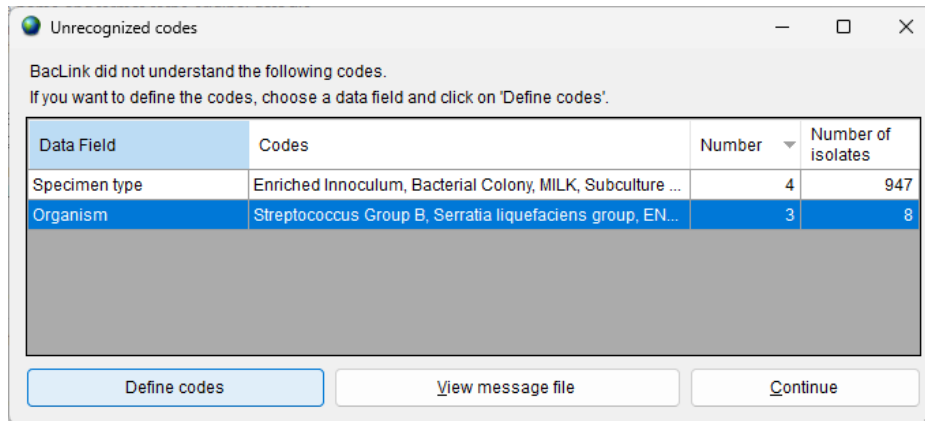 Unrecognized codes
BacLink did not understand the following codes.
If you want to define the codes, choose a data field and click on 'Define codes'.
Data Field Codes Number Number of isolates
Specimen type Enriched Innoculum, Bacterial Colony, MILK, Subculture ... 4 947
Organism Streptococcus Group B, Serratia liquefaciens group, EN... 3 8
Define codes View message file Continue